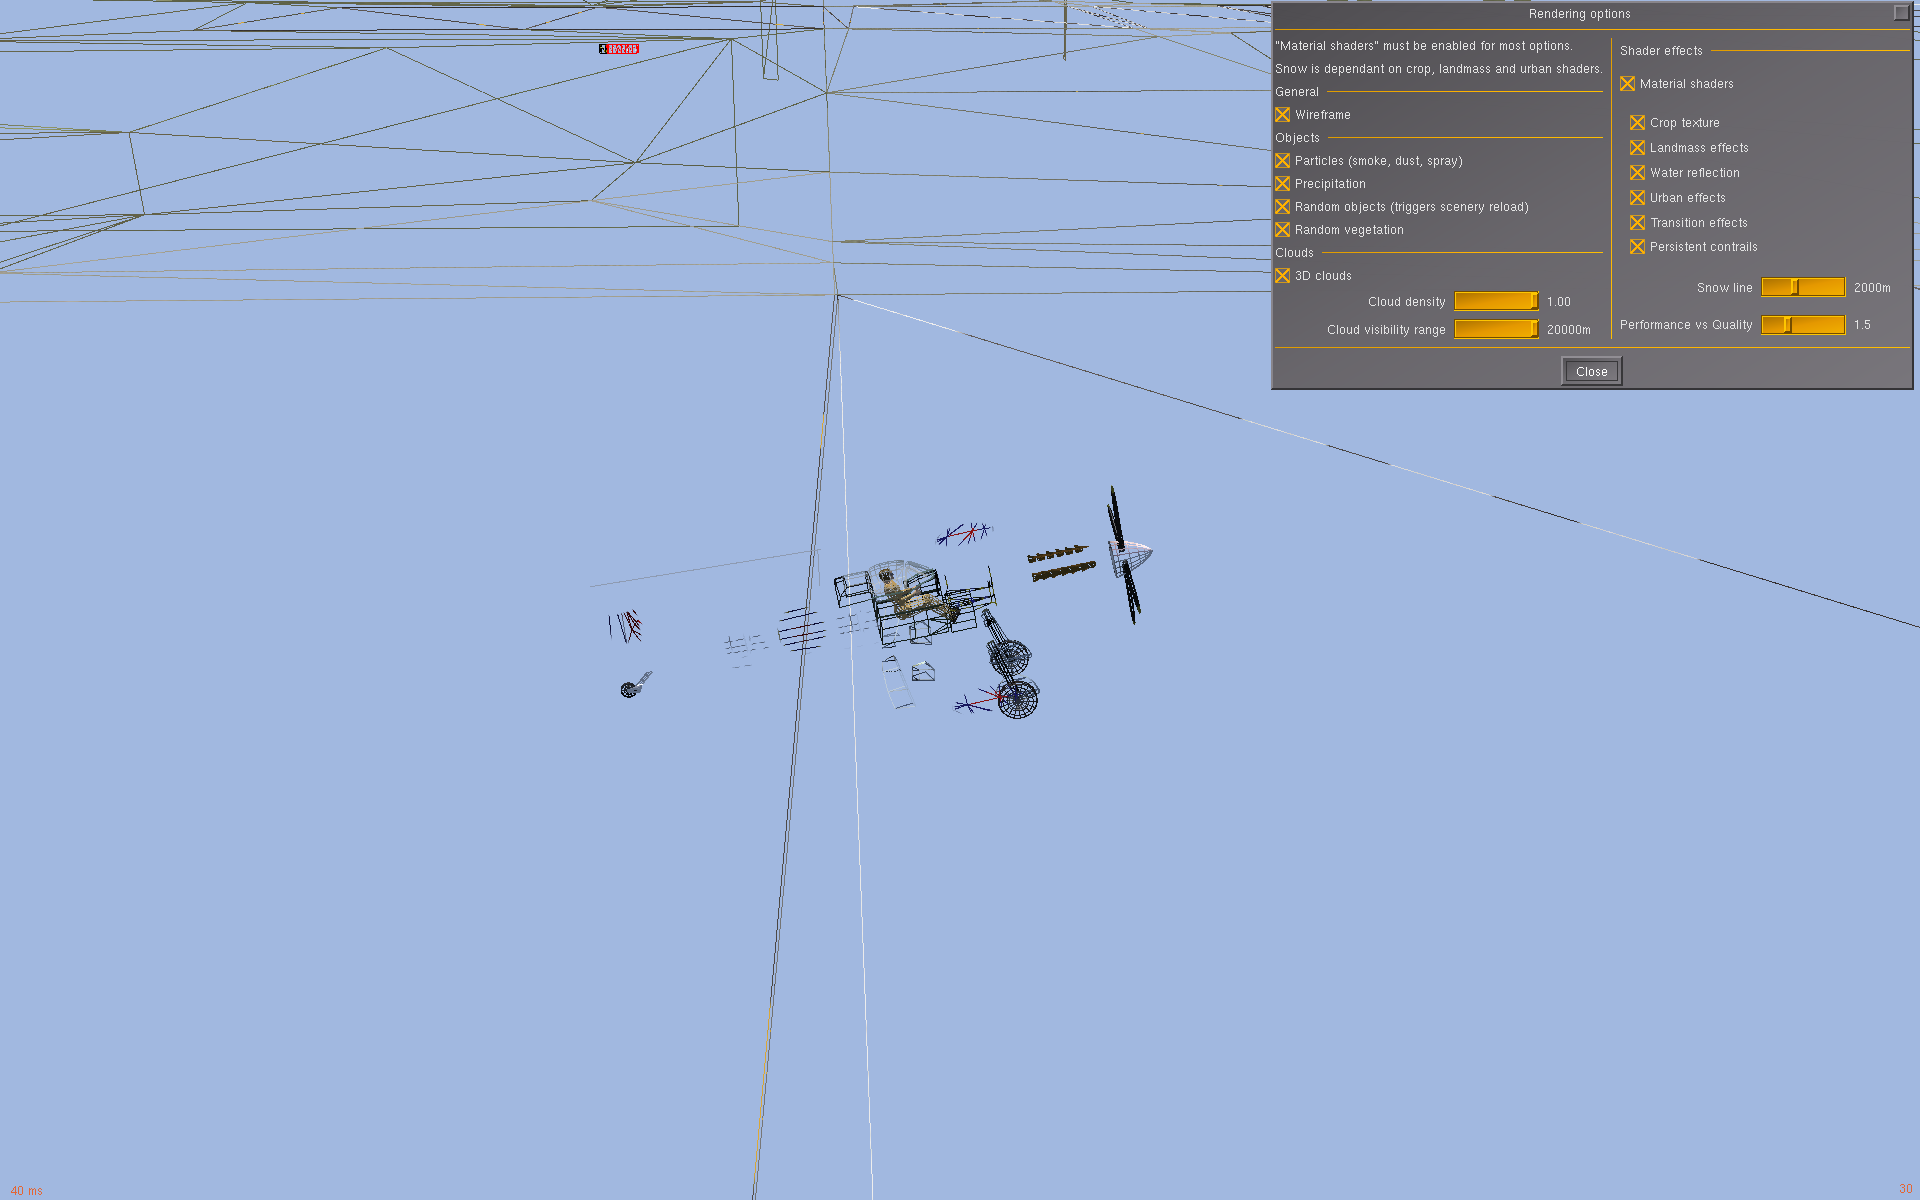 Rendering options
"Material shaders" must be enabled for most options.
Snow is dependant on crop, landmass and urban shaders.
General
Wireframe
Objects
Particles (smoke, dust, spray)
Precipitation
Random objects (triggers scenery reload)
Random vegetation
Clouds
3D clouds
Cloud density 1.00
Cloud visibility range 20000m
Shader effects
Material shaders
Crop texture
Landmass effects
Water reflection
Urban effects
Transition effects
Persistent contrails
Snow line 2000m
Performance vs Quality 1.5
Close
40 ms
30